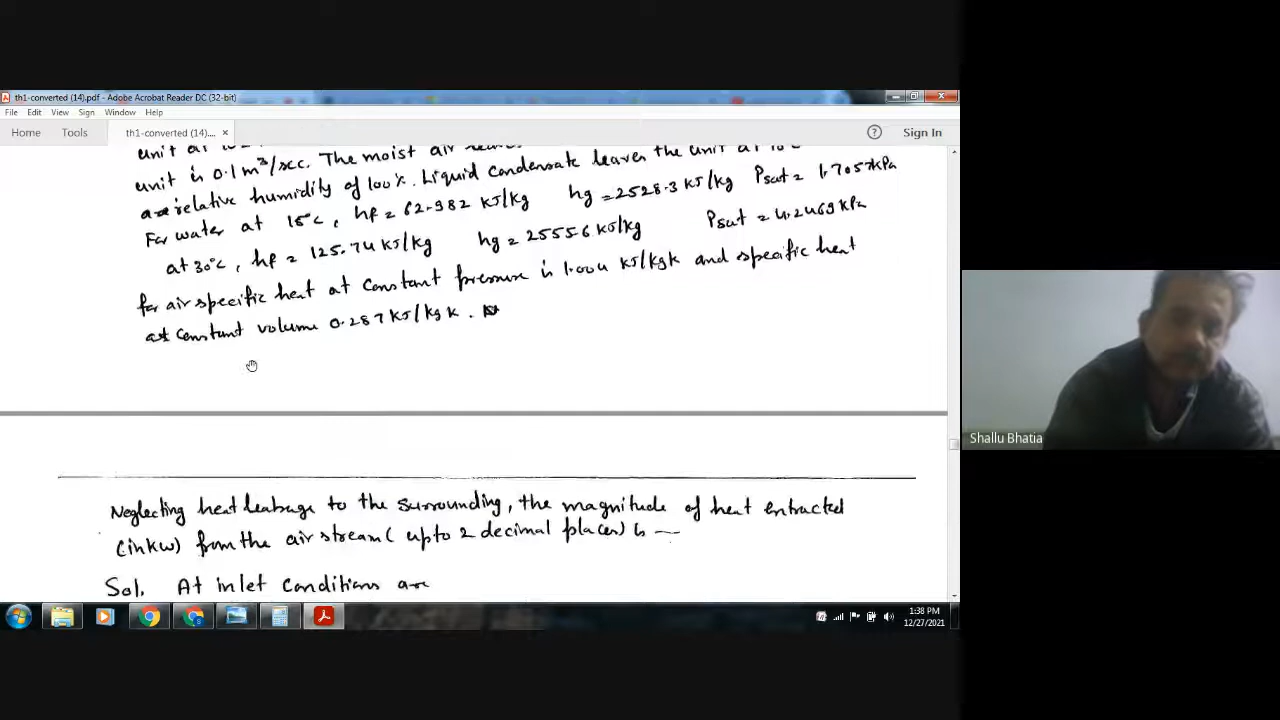 th1-converted (14).pdf - Adobe Acrobat Reader DC (32-bit)
File Edit View Sign Window Help
Home Tools th1-converted (14).... × ? Sign In
unit at
unit is 0.1 m³/sec. The moist air leaves
a relative humidity of 100%. Liquid condensate leaves the unit at
For water at 15°C, hf = 62.982 KJ/kg hg = 2528.3 KJ/kg Psat = 1.7057kPa
at 30°C, hf = 125.74 KJ/kg hg = 2555.6 KJ/kg Psat = 4.2469 kPa
for air specific heat at constant pressure is 1.004 KJ/kgk and specific heat
at constant volume 0.287 KJ/kg k.
Neglecting heat leakage to the surrounding, the magnitude of heat extracted
(in kw) from the air stream (upto 2 decimal places) is —
Sol. At inlet conditions are
Shallu Bhatia
1:38 PM
12/27/2021